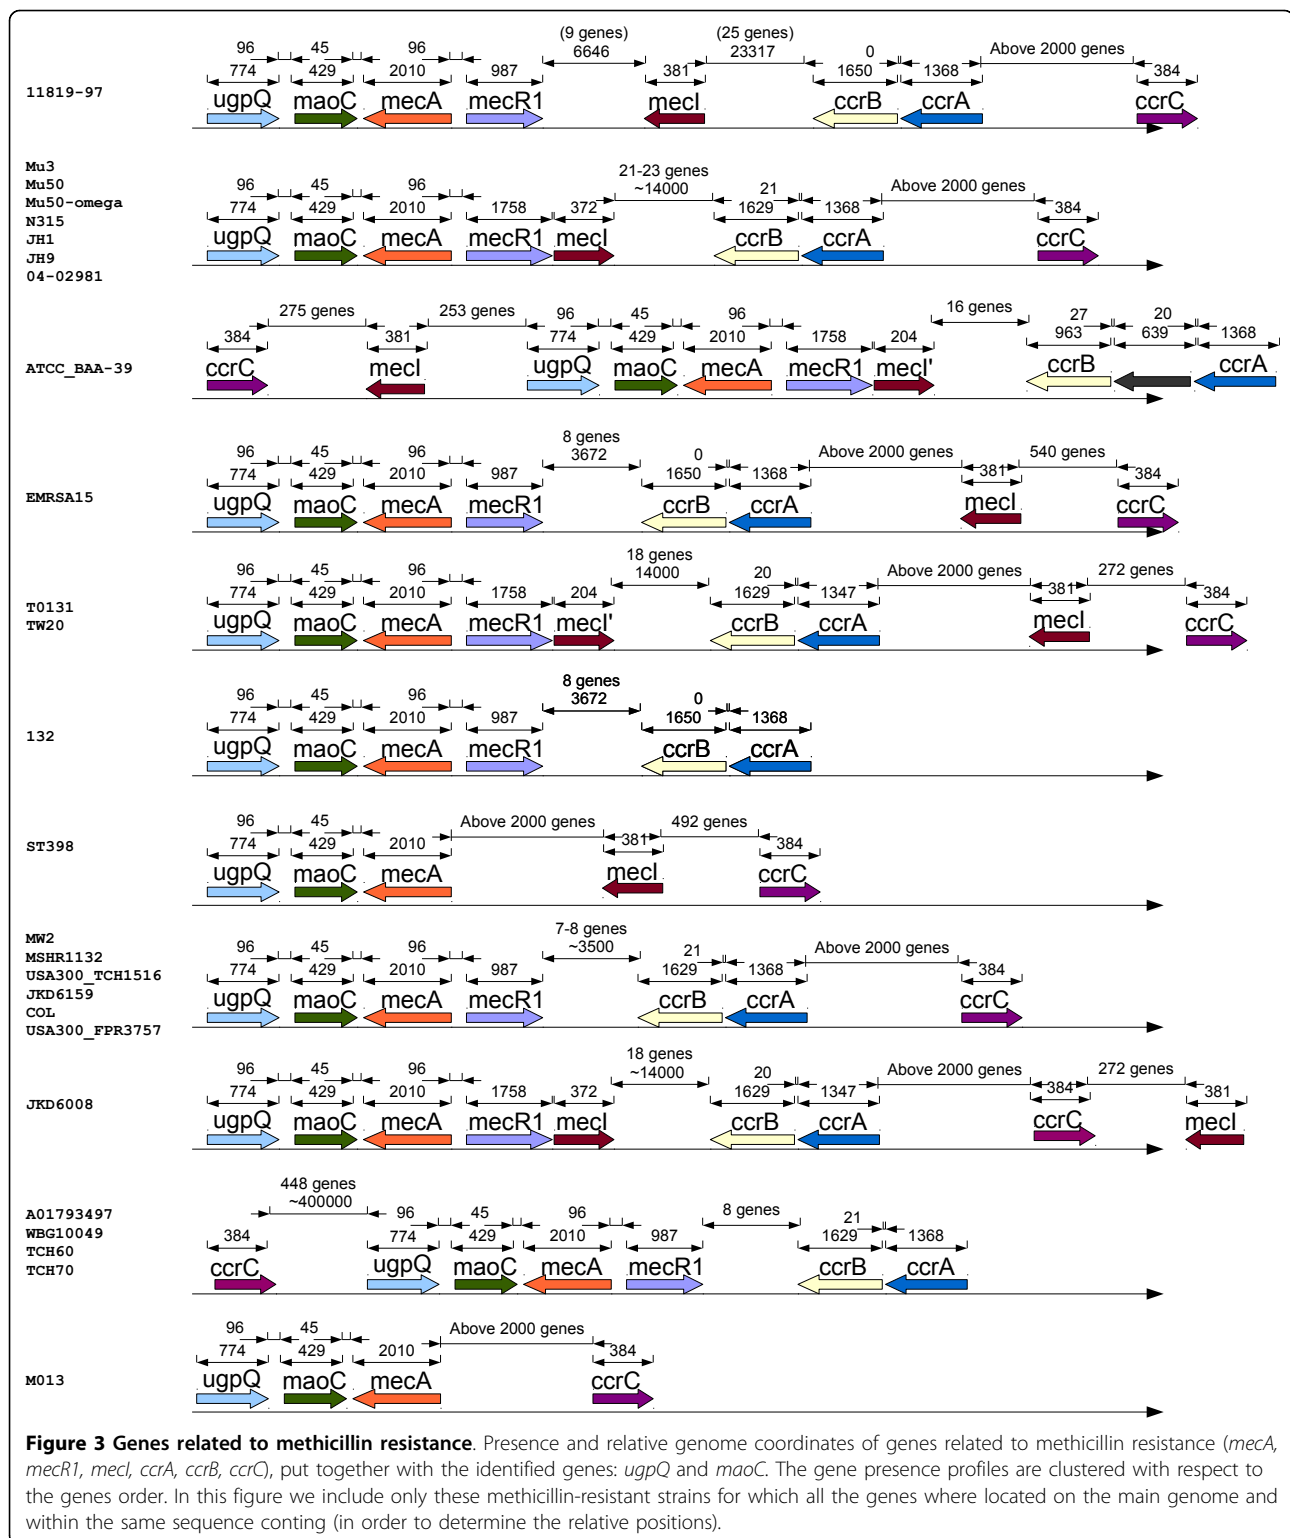 (9 genes) (25 genes)
96 45 96 6646 23317 0 Above 2000 genes
774 429 2010 987 381 1650 1368 384
11819-97 ugpQ maoC mecA mecR1 mecI ccrB ccrA ccrC
Mu3
Mu50
Mu50-omega
N315
JH1
JH9
04-02981
21-23 genes
96 45 96 ~14000 21 Above 2000 genes
774 429 2010 1758 372 1629 1368 384
ugpQ maoC mecA mecR1 mecI ccrB ccrA ccrC
275 genes 253 genes 96 45 96 16 genes 27 20
384 381 774 429 2010 1758 204 963 639 1368
ATCC_BAA-39 ccrC mecI ugpQ maoC mecA mecR1 mecI' ccrB ccrA
8 genes
96 45 96 3672 0 Above 2000 genes 540 genes
774 429 2010 987 1650 1368 381 384
EMRSA15 ugpQ maoC mecA mecR1 ccrB ccrA mecI ccrC
18 genes
96 45 96 14000 20 Above 2000 genes 272 genes
774 429 2010 1758 204 1629 1347 381 384
T0131
TW20
ugpQ maoC mecA mecR1 mecI' ccrB ccrA mecI ccrC
8 genes
96 45 96 3672 0
774 429 2010 987 1650 1368
132 ugpQ maoC mecA mecR1 ccrB ccrA
96 45 Above 2000 genes 492 genes
774 429 2010 381 384
ST398 ugpQ maoC mecA mecI ccrC
MW2
MSHR1132
USA300_TCH1516
JKD6159
COL
USA300_FPR3757
7-8 genes
96 45 96 ~3500 21 Above 2000 genes
774 429 2010 987 1629 1368 384
ugpQ maoC mecA mecR1 ccrB ccrA ccrC
18 genes
96 45 96 ~14000 20 Above 2000 genes 272 genes
774 429 2010 1758 372 1629 1347 384 381
JKD6008 ugpQ maoC mecA mecR1 mecI ccrB ccrA ccrC mecI
A01793497
WBG10049
TCH60
TCH70
448 genes
~400000 96 45 96 8 genes 21
384 774 429 2010 987 1629 1368
ccrC ugpQ maoC mecA mecR1 ccrB ccrA
96 45 Above 2000 genes
774 429 2010 384
M013 ugpQ maoC mecA ccrC
Figure 3 Genes related to methicillin resistance. Presence and relative genome coordinates of genes related to methicillin resistance (mecA,
mecR1, mecI, ccrA, ccrB, ccrC), put together with the identified genes: ugpQ and maoC. The gene presence profiles are clustered with respect to
the genes order. In this figure we include only these methicillin-resistant strains for which all the genes where located on the main genome and
within the same sequence conting (in order to determine the relative positions).